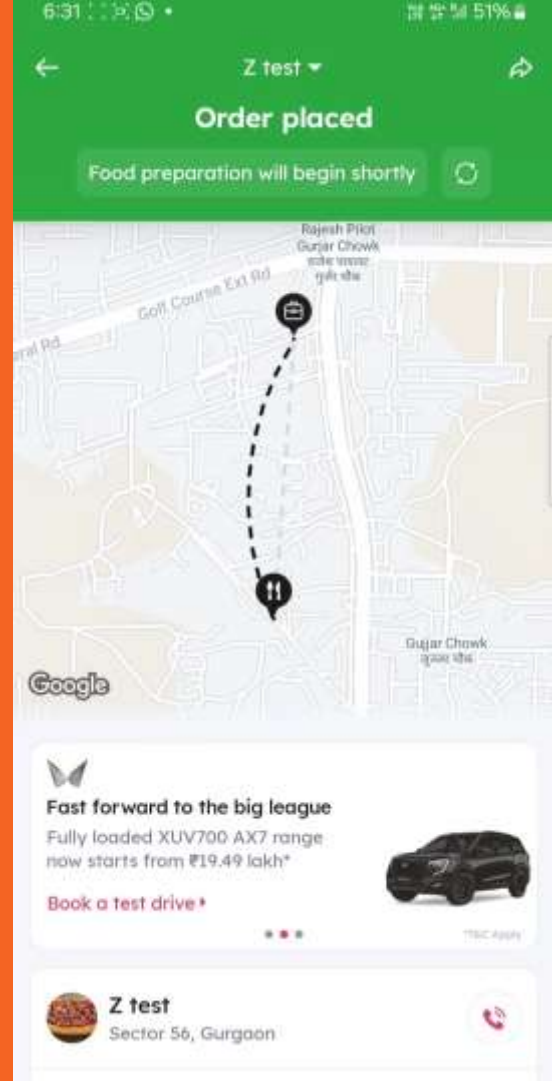 6:31
51%
Z test
Order placed
Food preparation will begin shortly
Rajesh Pilot
Gurjar Chowk
Golf Course Ext Rd
Rd
Gujjar Chowk
Google
Fast forward to the big league
Fully loaded XUV700 AX7 range
now starts from ₹19.49 lakh*
Book a test drive
*T&C Apply
Z test
Sector 56, Gurgaon